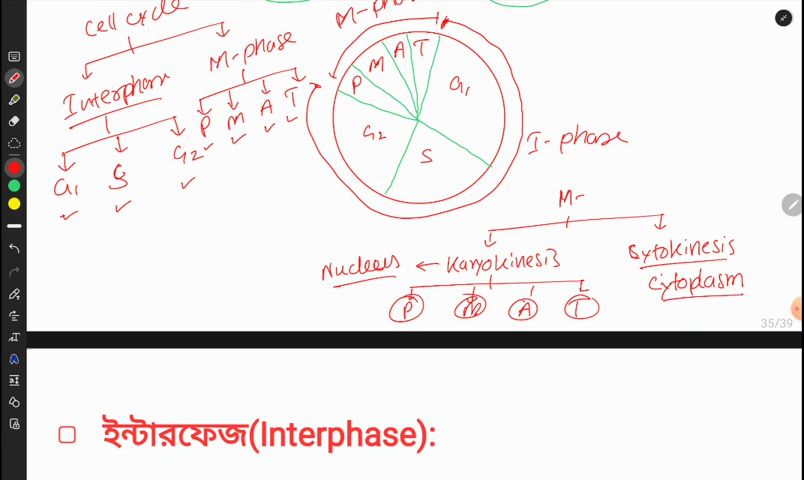 Cell cycle
M-phase
Interphase
M-phase
P M A T
G1 S G2
P M A T
G1
G2
S
I-phase
M-
Nucleus ← Karyokinesis
Cytokinesis
Cytoplasm
P M A T
35/39
ইন্টারফেজ(Interphase):